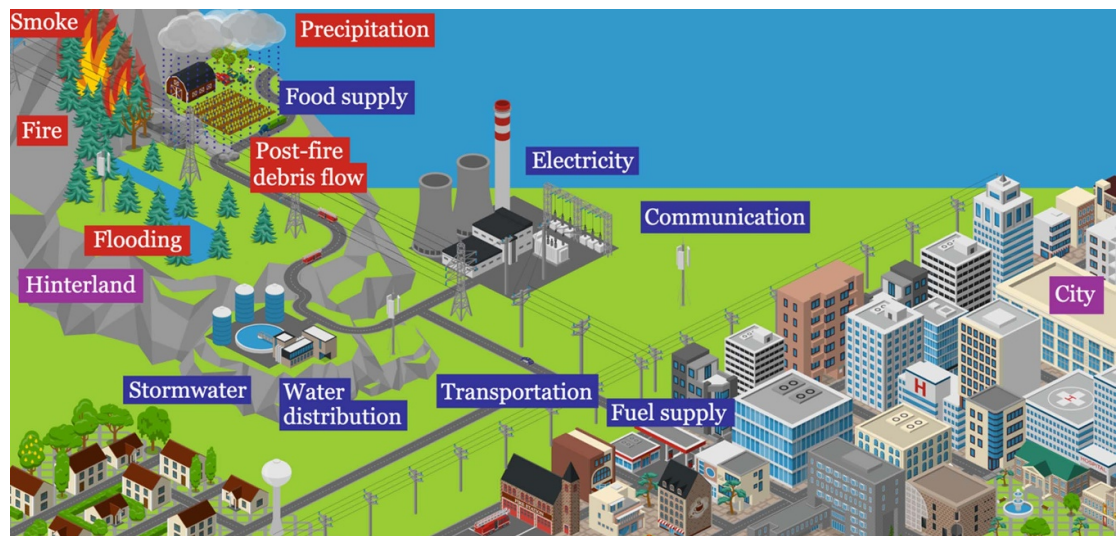 Smoke
Precipitation
Food supply
Fire
Post-fire
debris flow
Electricity
Communication
Flooding
Hinterland
City
Stormwater
Water
distribution
Transportation
Fuel supply
H